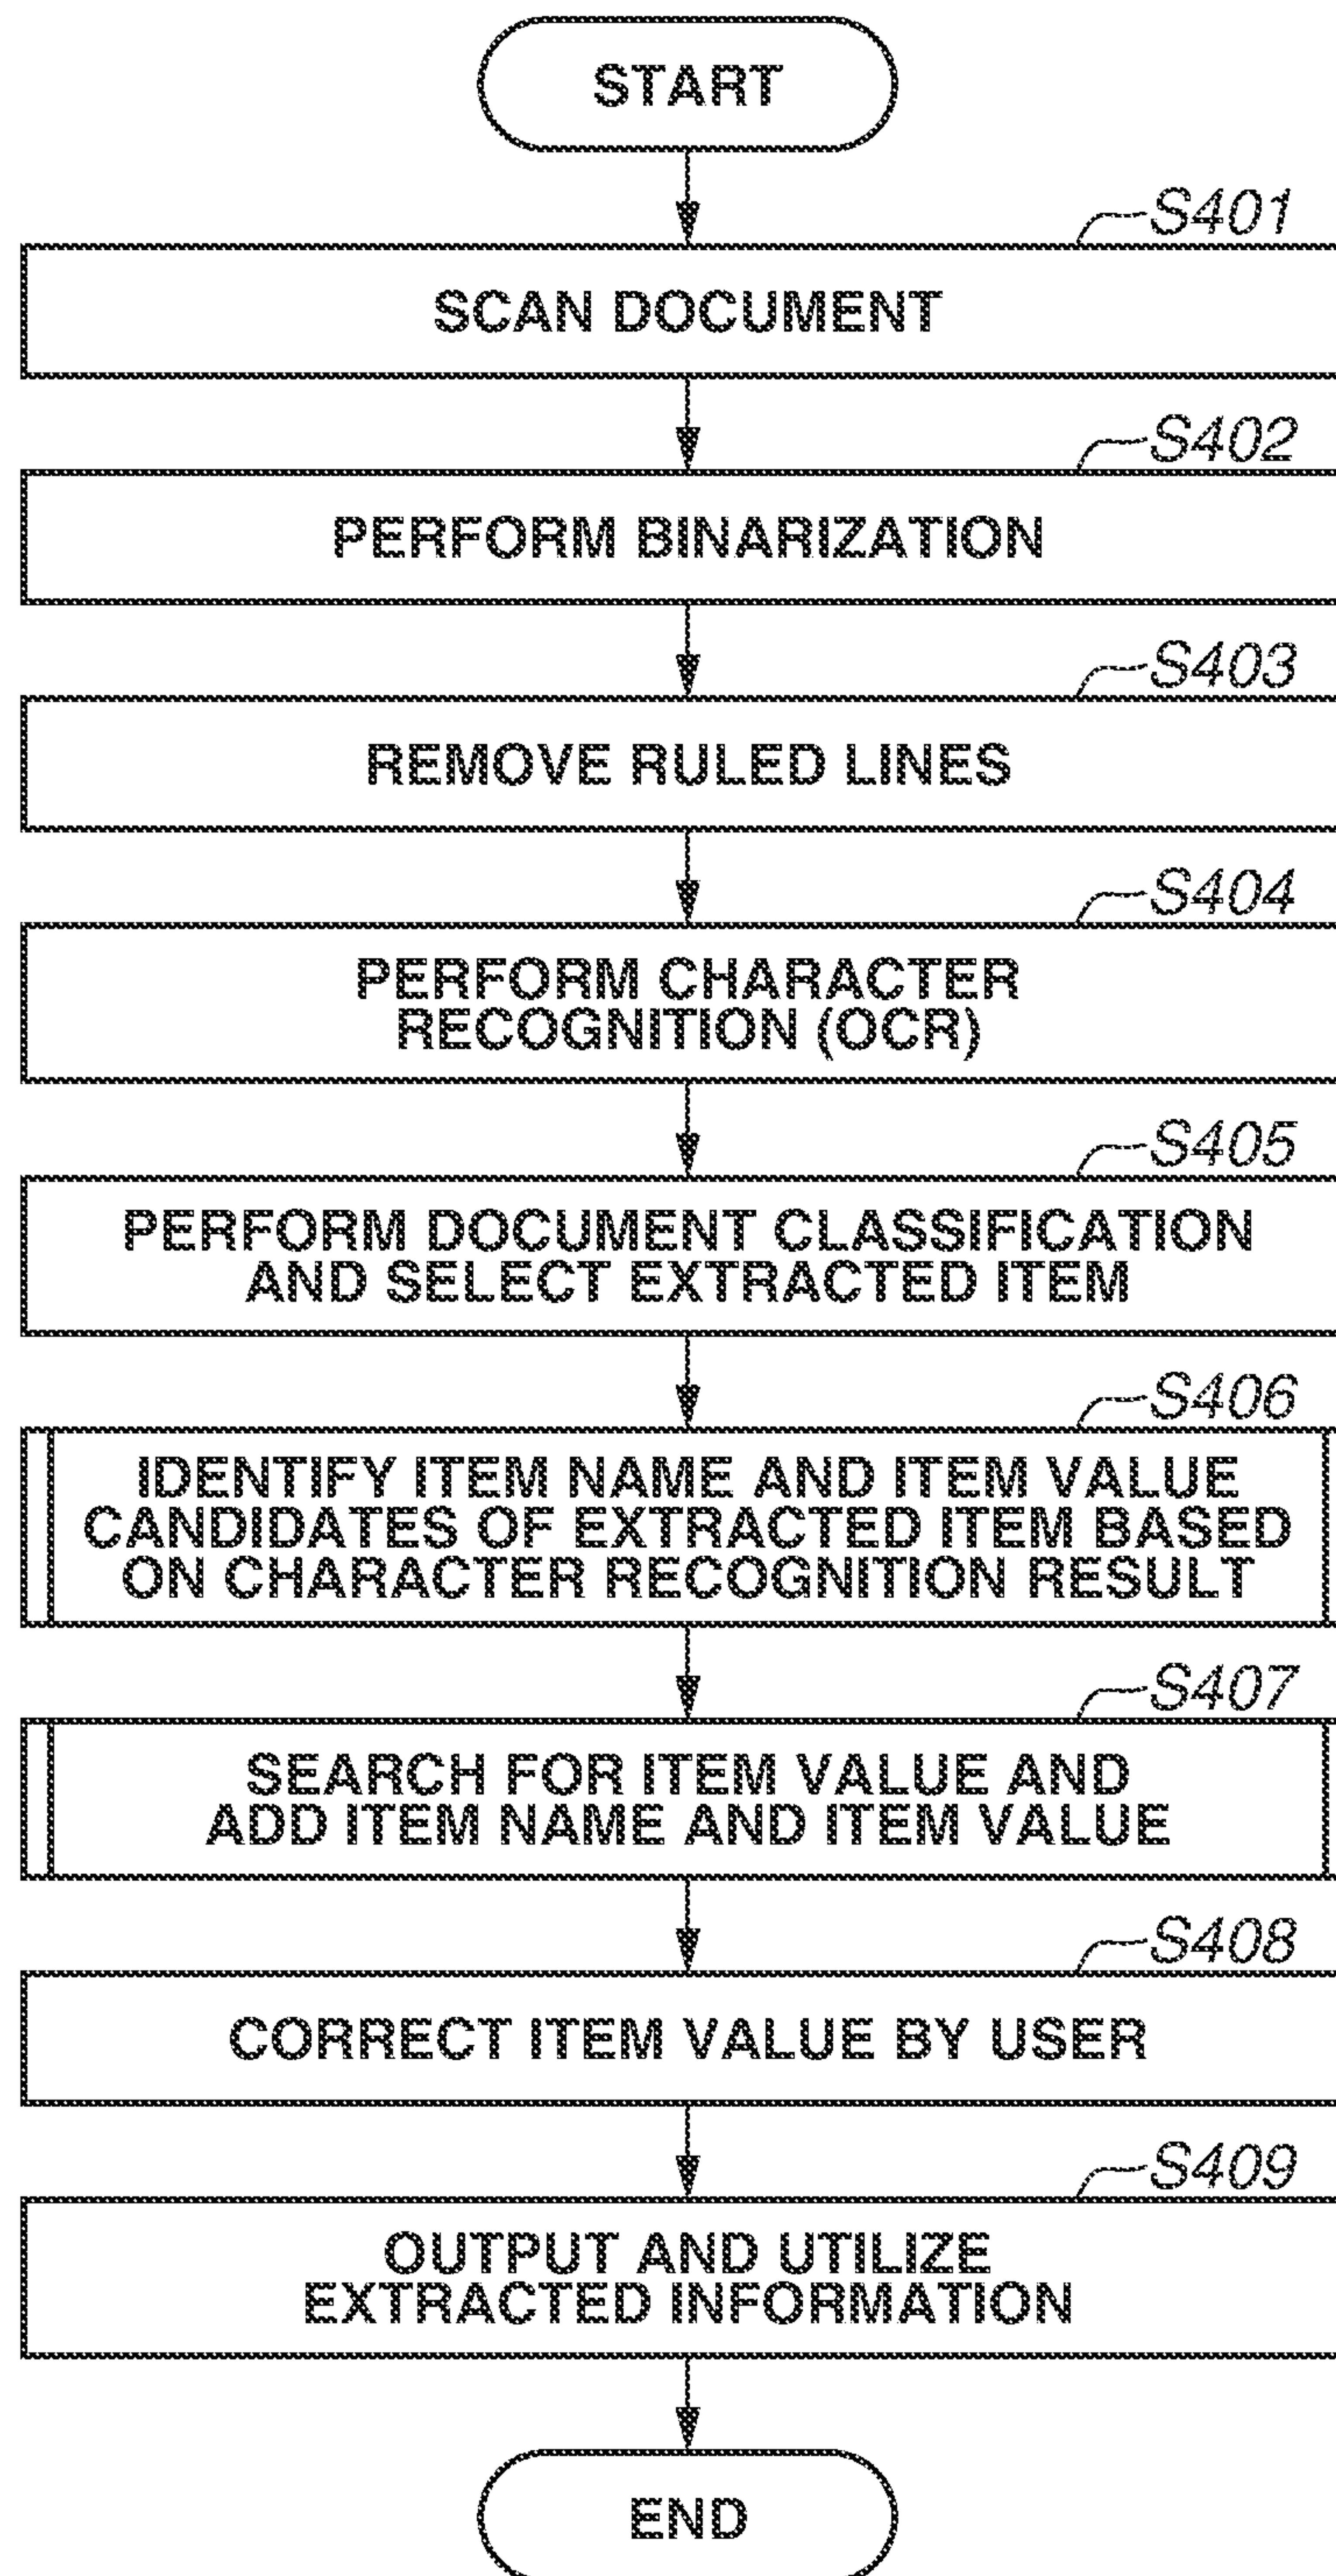 START
S401
SCAN DOCUMENT
S402
PERFORM BINARIZATION
S403
REMOVE RULED LINES
S404
PERFORM CHARACTER
RECOGNITION (OCR)
S405
PERFORM DOCUMENT CLASSIFICATION
AND SELECT EXTRACTED ITEM
S406
IDENTIFY ITEM NAME AND ITEM VALUE
CANDIDATES OF EXTRACTED ITEM BASED
ON CHARACTER RECOGNITION RESULT
S407
SEARCH FOR ITEM VALUE AND
ADD ITEM NAME AND ITEM VALUE
S408
CORRECT ITEM VALUE BY USER
S409
OUTPUT AND UTILIZE
EXTRACTED INFORMATION
END